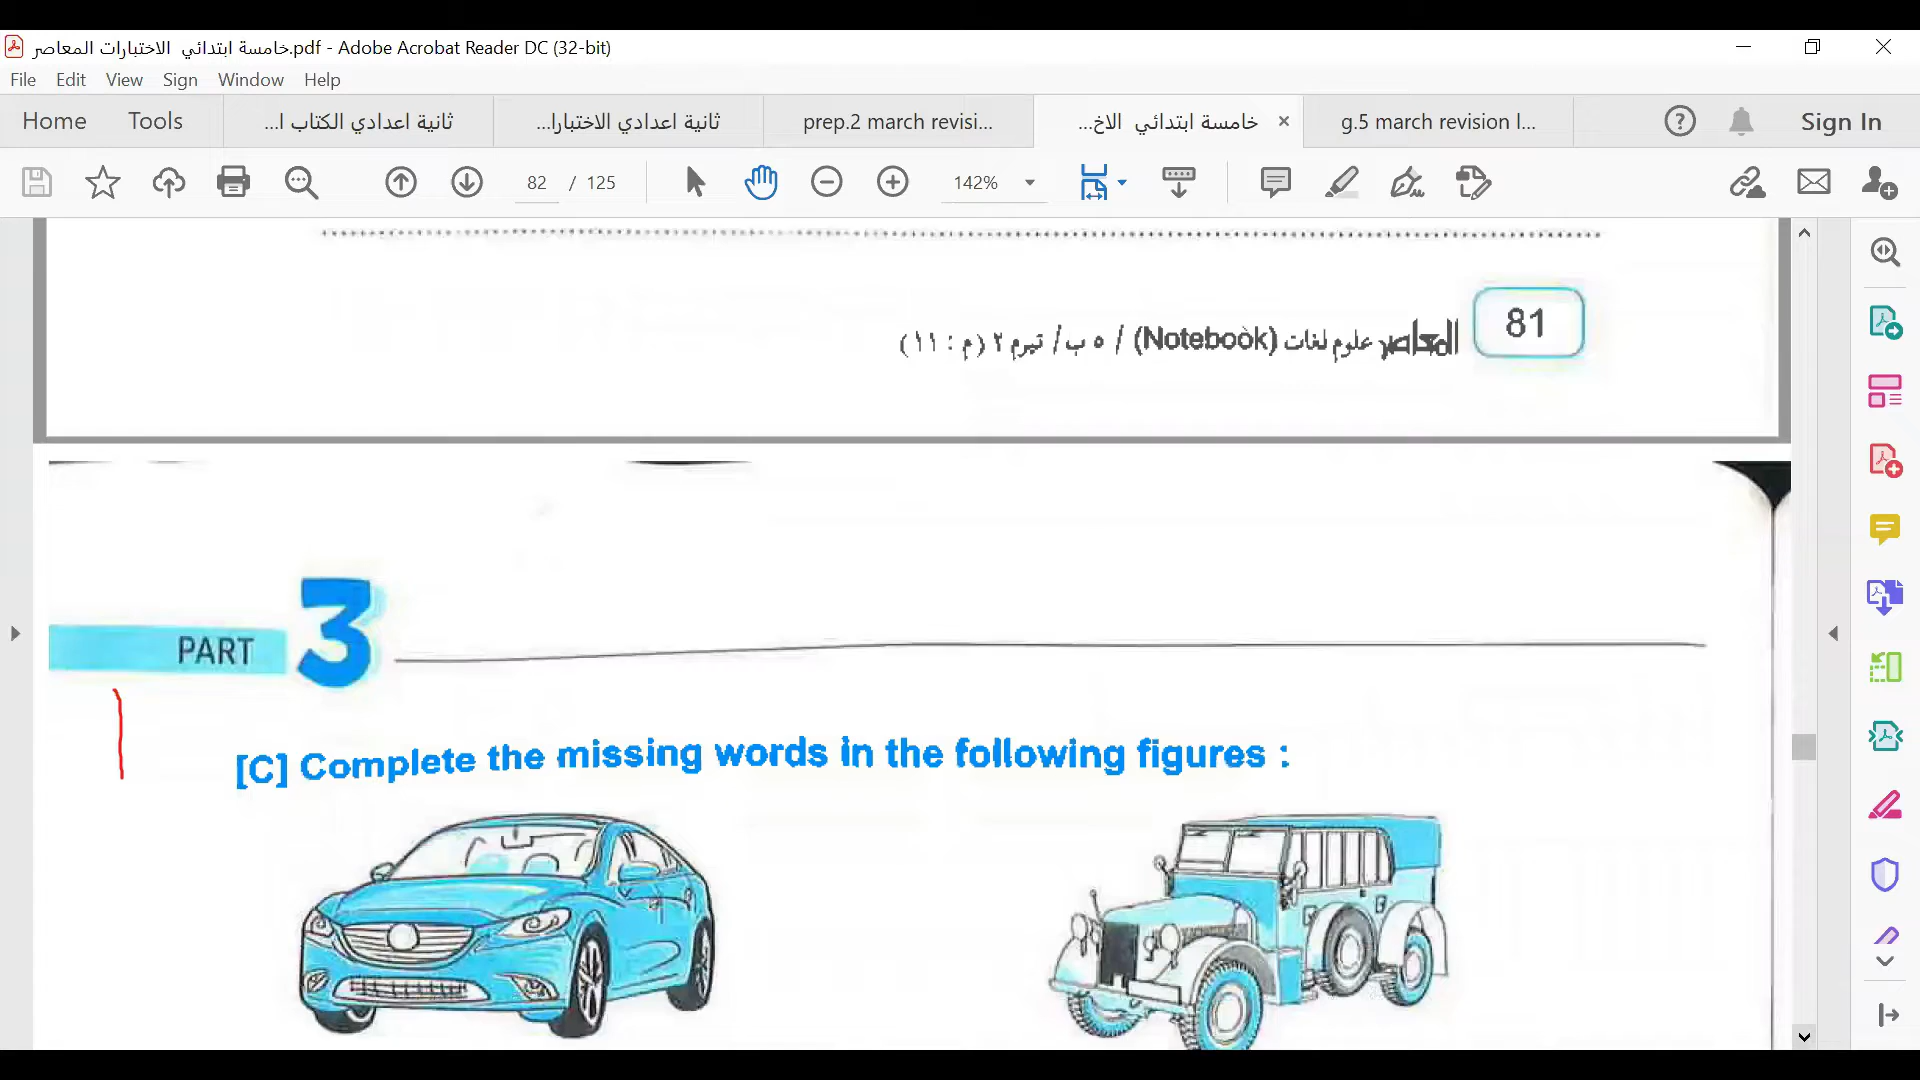 خامسة ابتدائي الاختبارات المعاصر.pdf - Adobe Acrobat Reader DC (32-bit)
File Edit View Sign Window Help
Home Tools ثانية اعدادي الكتاب ا... ثانية اعدادي الاختبارا... prep.2 march revisi... خامسة ابتدائي الاخ... g.5 march revision l... Sign In
82 / 125 142%
المعاصر علوم لغات (Notebook) / ٥ ب / تيرم ٢ (م : ١١) 81
PART 3
[C] Complete the missing words in the following figures :